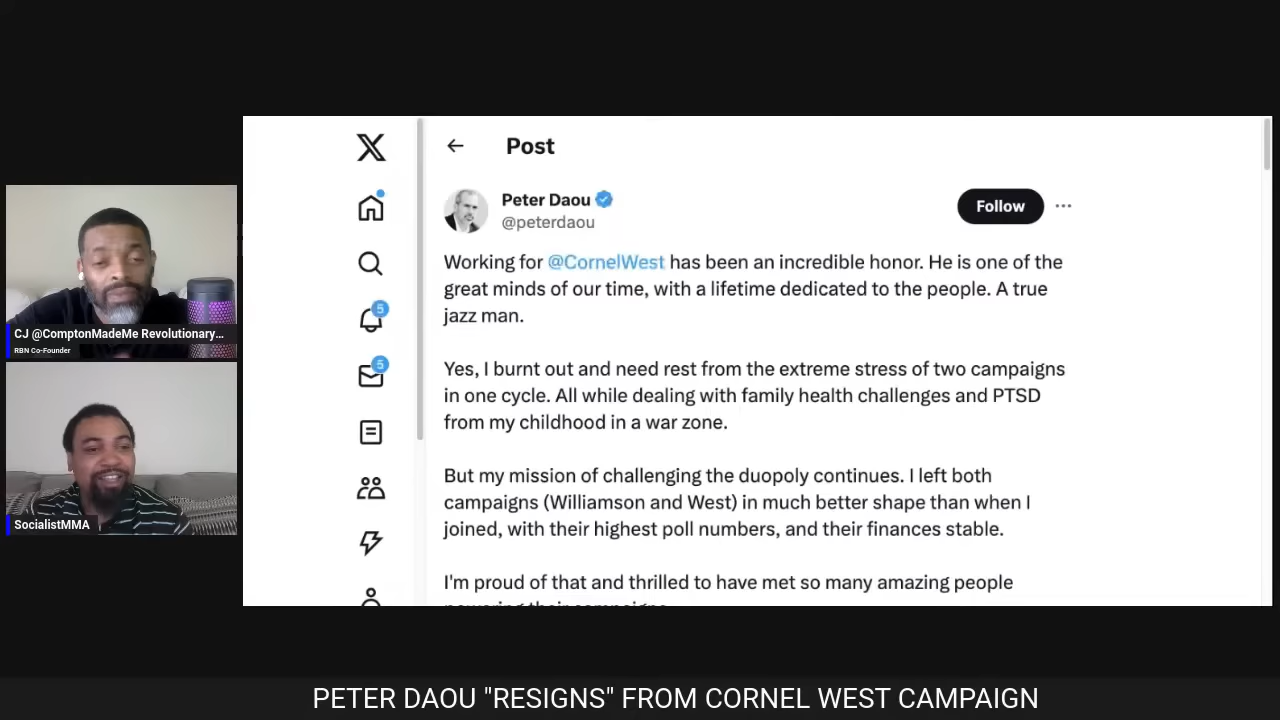 Post
Peter Daou
@peterdaou
Follow
Working for @CornelWest has been an incredible honor. He is one of the
great minds of our time, with a lifetime dedicated to the people. A true
jazz man.
Yes, I burnt out and need rest from the extreme stress of two campaigns
in one cycle. All while dealing with family health challenges and PTSD
from my childhood in a war zone.
But my mission of challenging the duopoly continues. I left both
campaigns (Williamson and West) in much better shape than when I
joined, with their highest poll numbers, and their finances stable.
I'm proud of that and thrilled to have met so many amazing people
powering their campaigns.
5
5
CJ @ComptonMadeMe Revolutionary…
RBN Co-Founder
SocialistMMA
PETER DAOU "RESIGNS" FROM CORNEL WEST CAMPAIGN